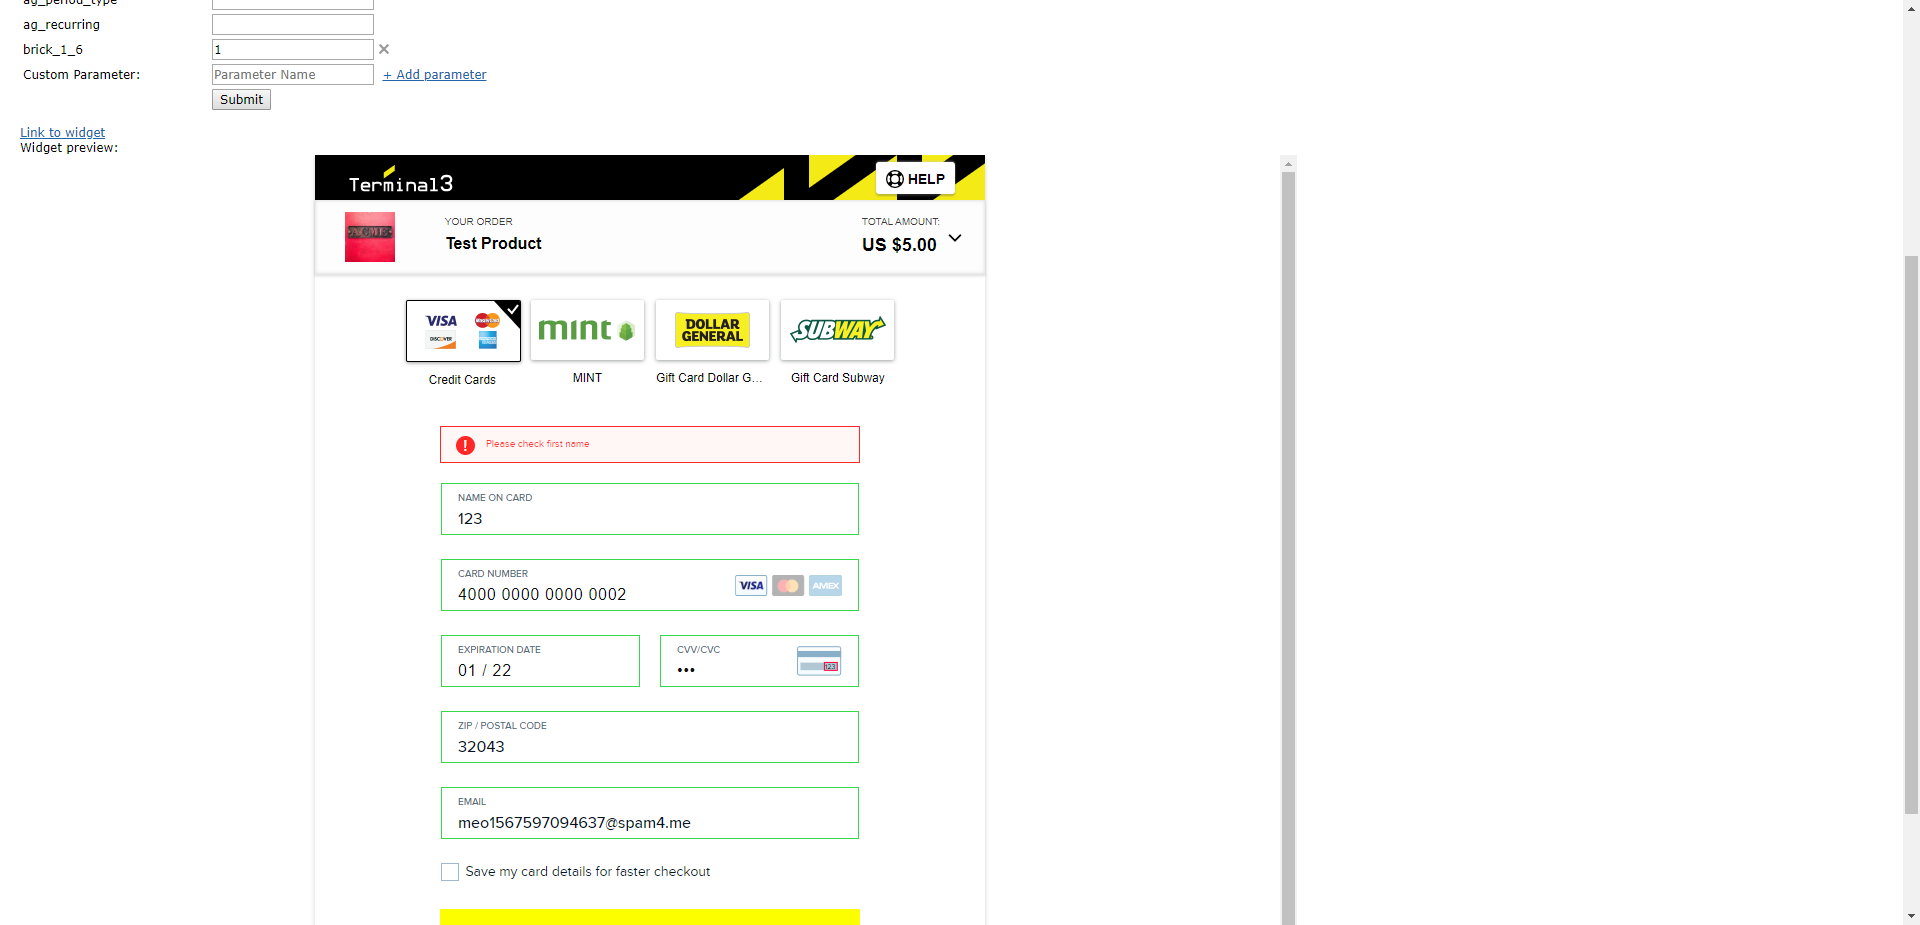 ag_period_type
ag_recurring
brick_1_6
1
Custom Parameter:
Parameter Name
+ Add parameter
Submit
Link to widget
Widget preview:
Terminal3
HELP
YOUR ORDER
Test Product
TOTAL AMOUNT:
US $5.00
ACME
VISA
MasterCard
DISCOVER
mint
DOLLAR
GENERAL
SUBWAY
Credit Cards
MINT
Gift Card Dollar G...
Gift Card Subway
Please check first name
NAME ON CARD
123
CARD NUMBER
4000 0000 0000 0002
VISA
AMEX
EXPIRATION DATE
01 / 22
CVV/CVC
•••
123
ZIP / POSTAL CODE
32043
EMAIL
meo1567597094637@spam4.me
Save my card details for faster checkout